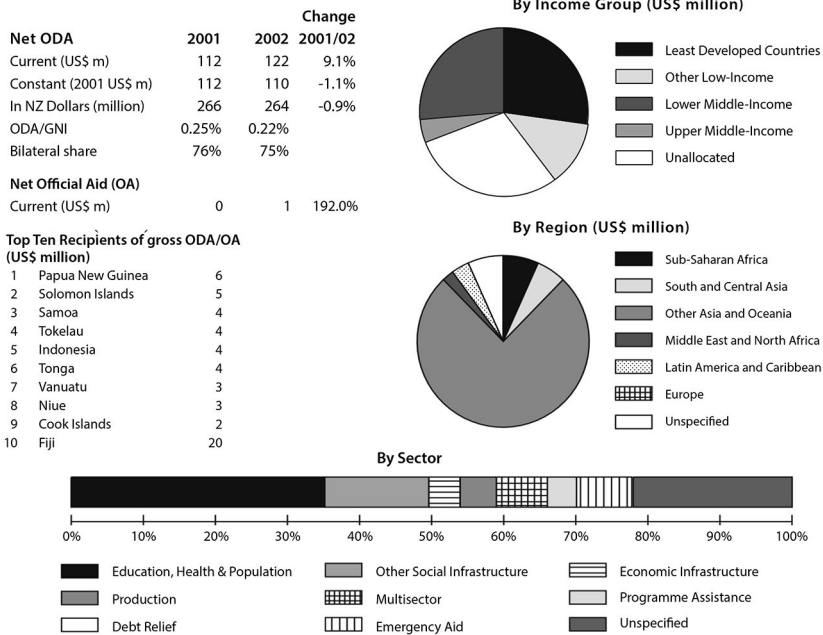 Change
Net ODA 2001 2002 2001/02
Current (US$ m) 112 122 9.1%
Constant (2001 US$ m) 112 110 -1.1%
In NZ Dollars (million) 266 264 -0.9%
ODA/GNI 0.25% 0.22%
Bilateral share 76% 75%
Net Official Aid (OA)
Current (US$ m) 0 1 192.0%
Top Ten Recipients of gross ODA/OA
(US$ million)
1 Papua New Guinea 6
2 Solomon Islands 5
3 Samoa 4
4 Tokelau 4
5 Indonesia 4
6 Tonga 4
7 Vanuatu 3
8 Niue 3
9 Cook Islands 2
10 Fiji 20
By Income Group (US$ million)
Least Developed Countries
Other Low-Income
Lower Middle-Income
Upper Middle-Income
Unallocated
By Region (US$ million)
Sub-Saharan Africa
South and Central Asia
Other Asia and Oceania
Middle East and North Africa
Latin America and Caribbean
Europe
Unspecified
By Sector
0% 10% 20% 30% 40% 50% 60% 70% 80% 90% 100%
Education, Health & Population Other Social Infrastructure Economic Infrastructure
Production Multisector Programme Assistance
Debt Relief Emergency Aid Unspecified